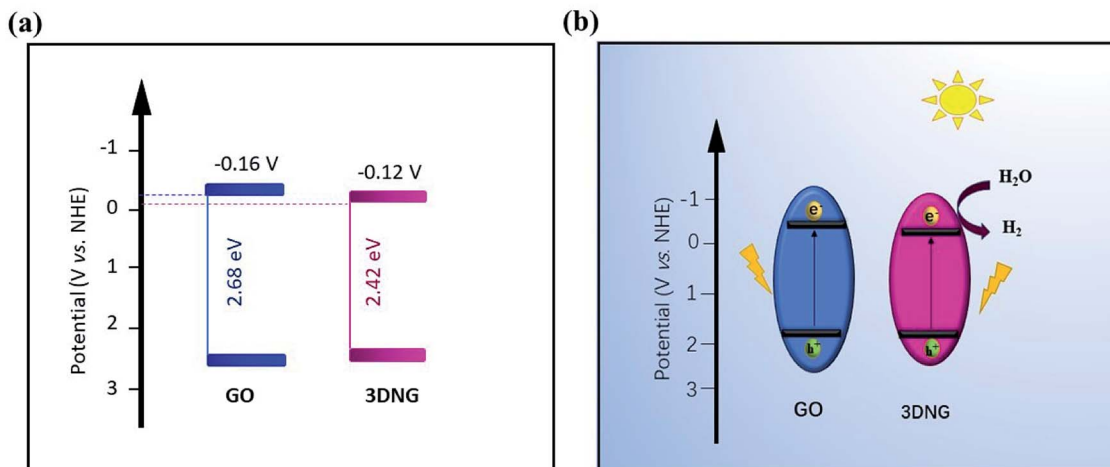 (a)
Potential (V vs. NHE)
-1
0
1
2
3
-0.16 V
-0.12 V
2.68 eV
2.42 eV
GO
3DNG
(b)
Potential (V vs. NHE)
-1
0
1
2
3
e-
e-
H2O
H2
h+
h+
GO
3DNG